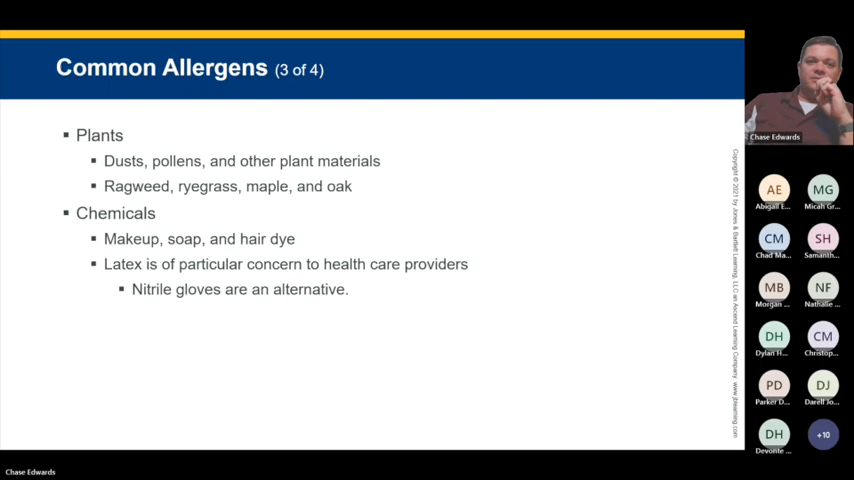 Common Allergens (3 of 4)
▪ Plants
▪ Dusts, pollens, and other plant materials
▪ Ragweed, ryegrass, maple, and oak
▪ Chemicals
▪ Makeup, soap, and hair dye
▪ Latex is of particular concern to health care providers
▪ Nitrile gloves are an alternative.
Copyright © 2021 by Jones & Bartlett Learning, LLC an Ascend Learning Company. www.jblearning.com
Chase Edwards
AE
Abigail E...
MG
Micah Gr...
CM
Chad Ma...
SH
Samanth...
MB
Morgan ...
NF
Nathalie ...
DH
Dylan H...
CM
Christop...
PD
Parker D...
DJ
Darell Jo...
DH
Devonte ...
+10
Chase Edwards